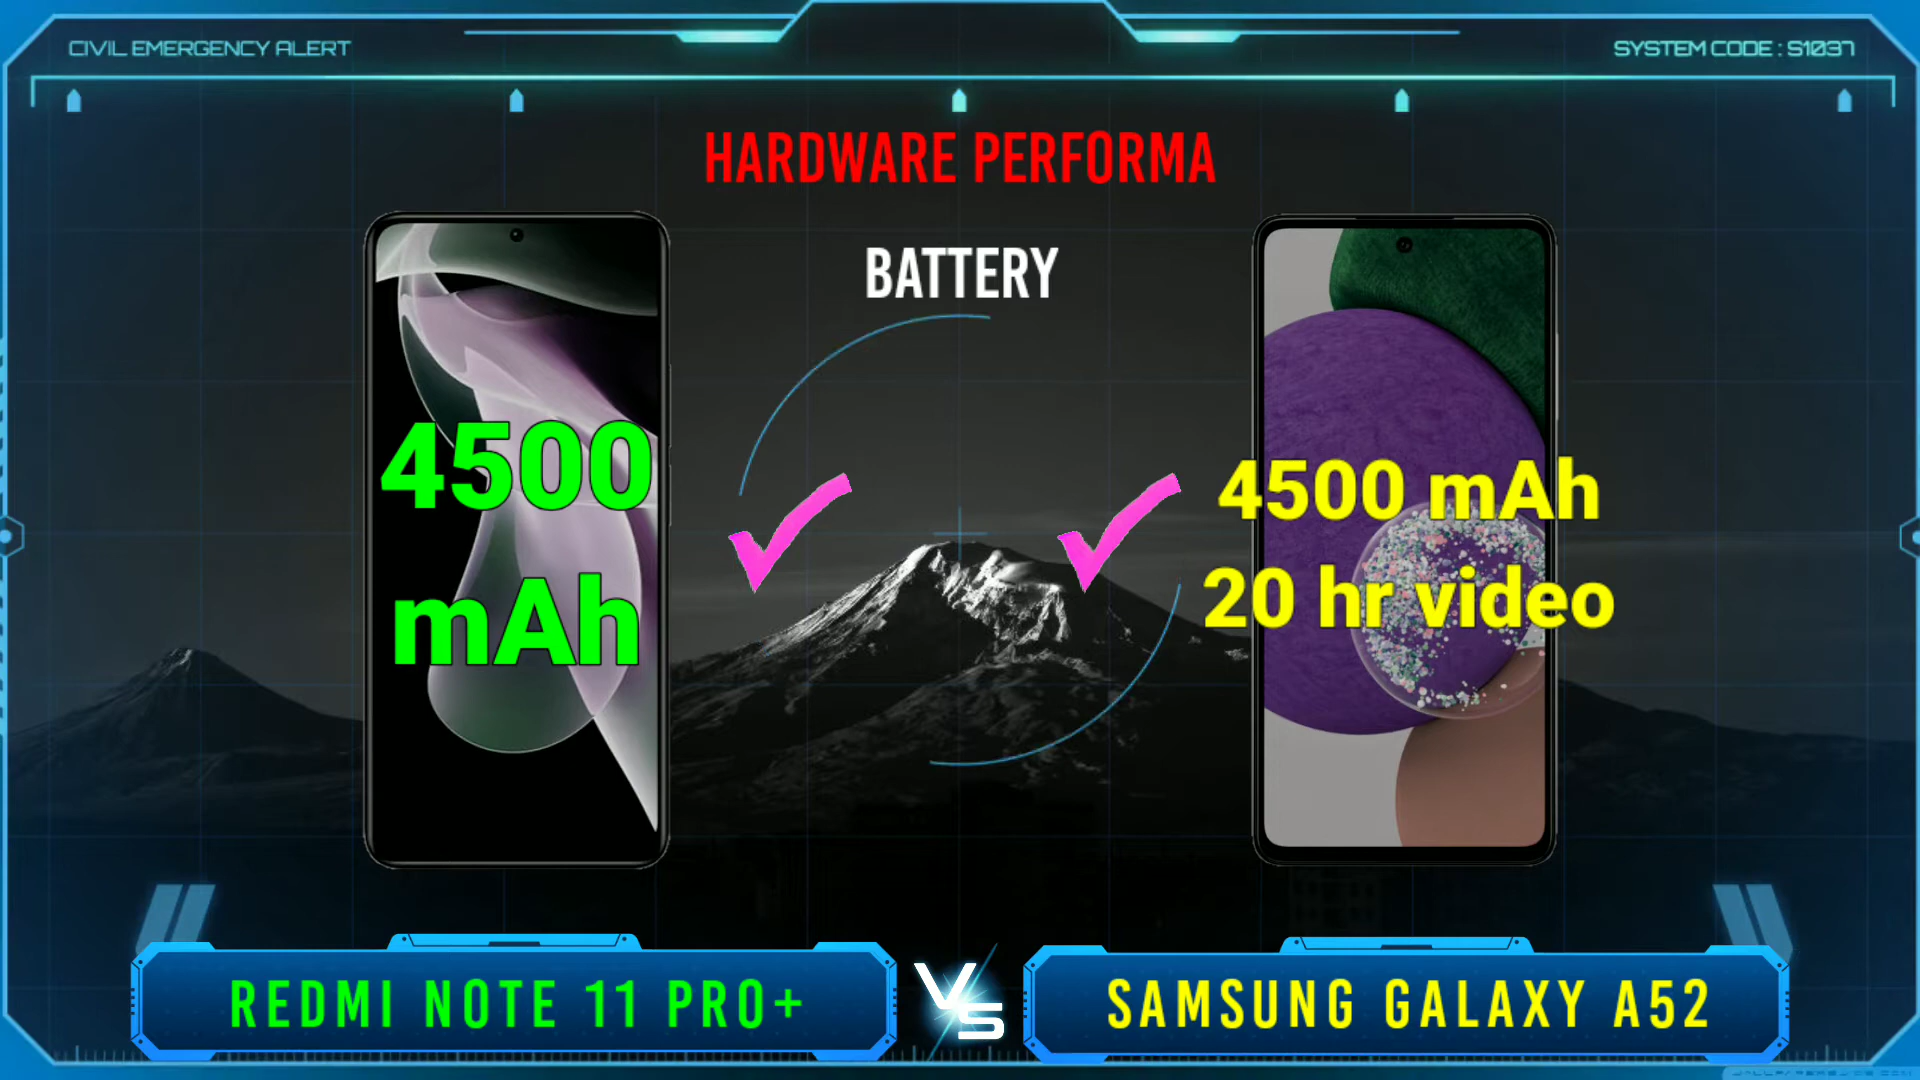 CIVIL EMERGENCY ALERT
SYSTEM CODE : S1037
HARDWARE PERFORMA
BATTERY
4500
mAh
4500 mAh
20 hr video
REDMI NOTE 11 PRO+
VS
SAMSUNG GALAXY A52